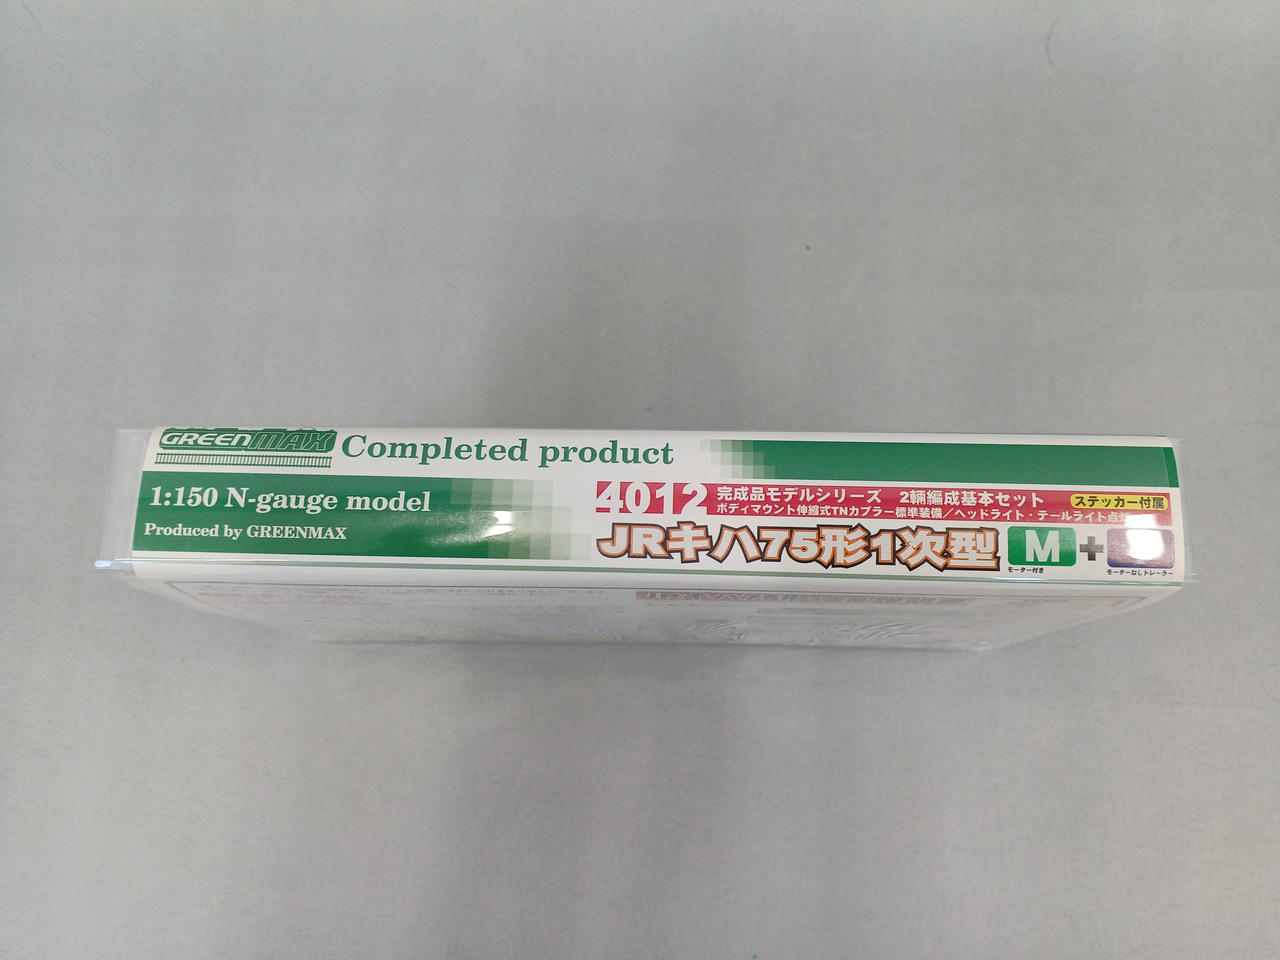 GREENMAX Completed product
1:150 N-gauge model
Produced by GREENMAX
4012 完成品モデルシリーズ 2輛編成基本セット ステッカー付属
ボディマウント伸縮式TNカプラー標準装備/ヘッドライト・テールライト点
JRキハ75形1次型 M +
モーター付き モーターなしトレーラー